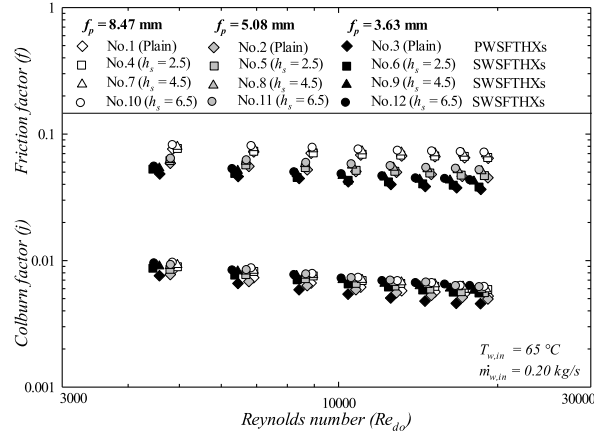 f_p = 8.47 mm f_p = 5.08 mm f_p = 3.63 mm
No.1 (Plain) No.2 (Plain) No.3 (Plain) PWSFTHXs
No.4 (h_s = 2.5) No.5 (h_s = 2.5) No.6 (h_s = 2.5) SWSFTHXs
No.7 (h_s = 4.5) No.8 (h_s = 4.5) No.9 (h_s = 4.5) SWSFTHXs
No.10 (h_s = 6.5) No.11 (h_s = 6.5) No.12 (h_s = 6.5) SWSFTHXs
Friction factor (f)
Colburn factor (j)
1
0.1
0.01
0.001
T_w,in = 65 °C
ṁ_w,in = 0.20 kg/s
3000 10000 30000
Reynolds number (Re_do)